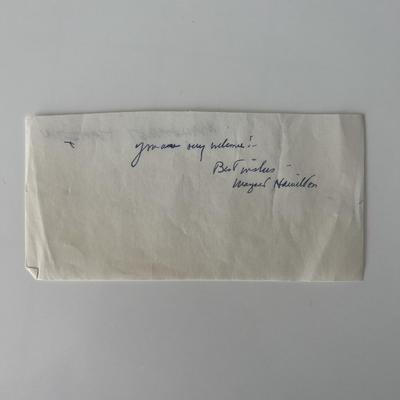 you are very welcome!-
Best wishes -
Margaret Hamilton